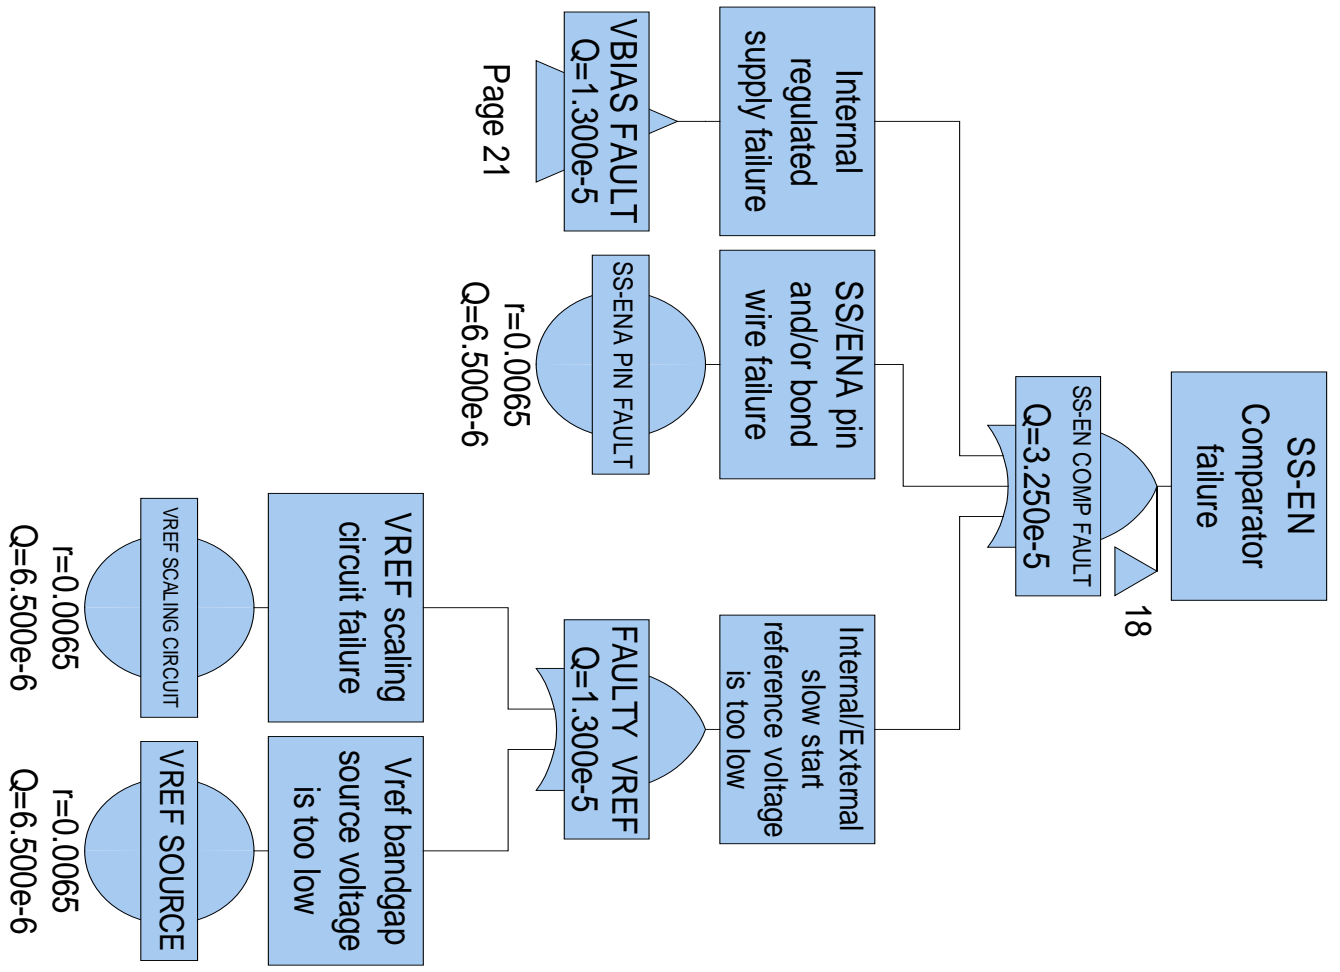 SS-EN
Comparator
failure
18
SS-EN COMP FAULT
Q=3.250e-5
Internal
regulated
supply failure
SS/ENA pin
and/or bond
wire failure
Internal/External
slow start
reference voltage
is too low
VBIAS FAULT
Q=1.300e-5
Page 21
SS-ENA PIN FAULT
r=0.0065
Q=6.500e-6
FAULTY VREF
Q=1.300e-5
VREF scaling
circuit failure
Vref bandgap
source voltage
is too low
VREF SCALING CIRCUIT
r=0.0065
Q=6.500e-6
VREF SOURCE
r=0.0065
Q=6.500e-6